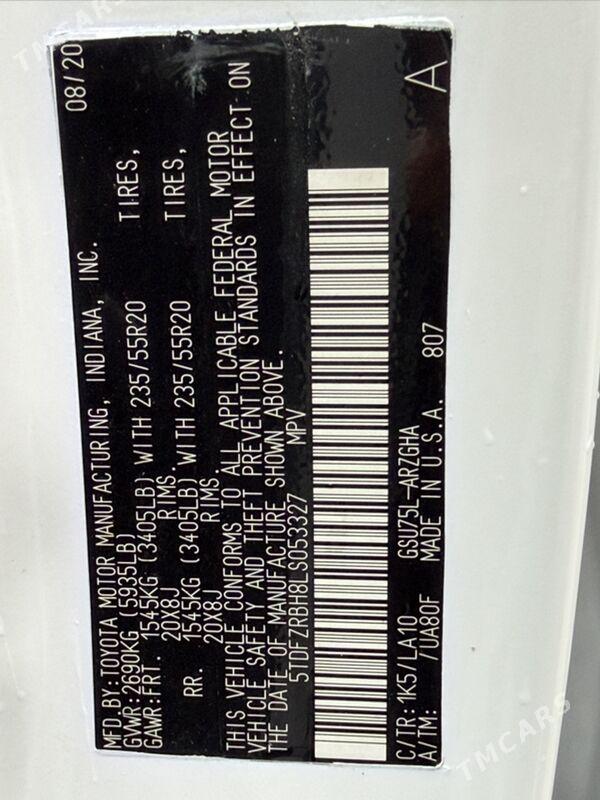 MFD.BY:TOYOTA MOTOR MANUFACTURING, INDIANA, INC. 08/20
GVWR:2690KG (5935LB)
GAWR:FRT. 1545KG (3405LB) WITH 235/55R20 TIRES,
20X8J RIMS.
RR. 1545KG (3405LB) WITH 235/55R20 TIRES,
20X8J RIMS.
THIS VEHICLE CONFORMS TO ALL APPLICABLE FEDERAL MOTOR
VEHICLE SAFETY AND THEFT PREVENTION STANDARDS IN EFFECT ON
THE DATE OF MANUFACTURE SHOWN ABOVE.
5TDFZRBH8LS053327 MPV
C/TR:1K5/LA10 GSU75L-ARZGHA
A/TM: /UA80F MADE IN U.S.A. 807 A
TMCARS
TMCARS